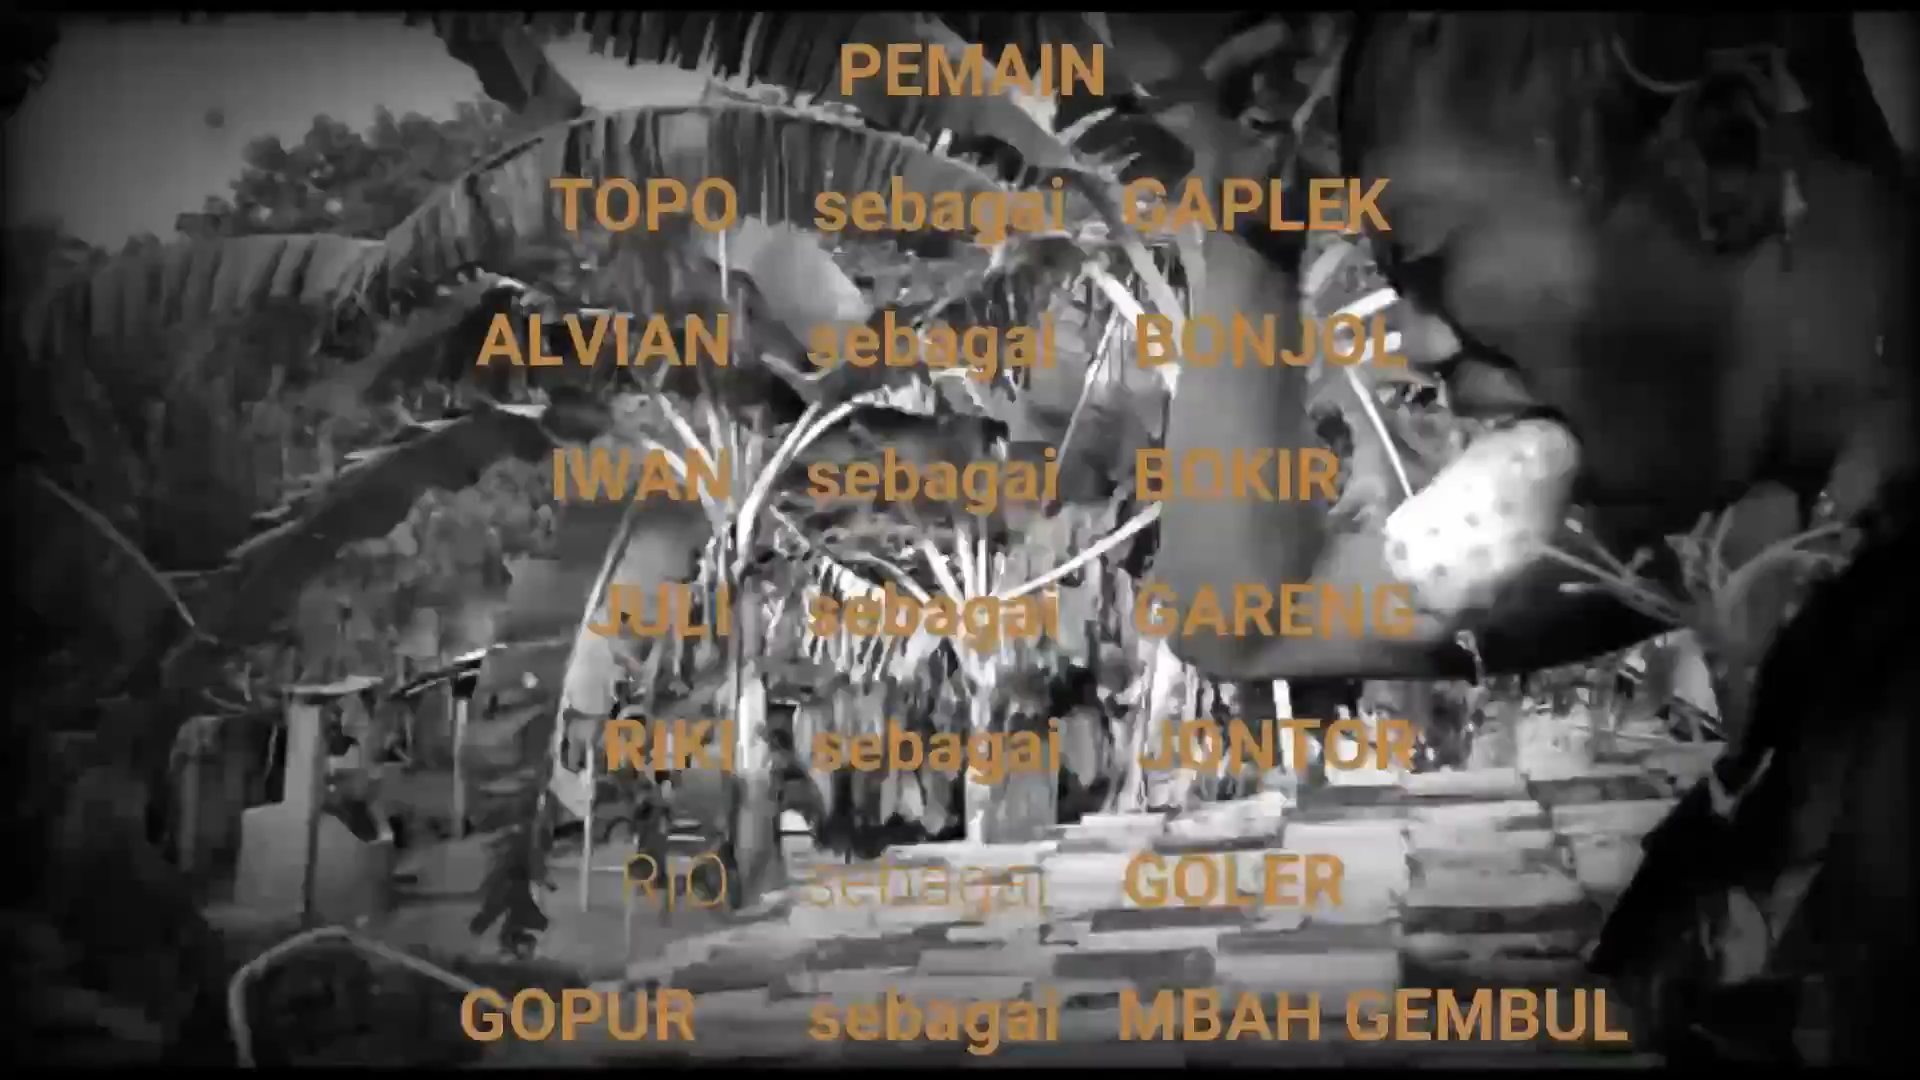 PEMAIN
TOPO sebagai GAPLEK
ALVIAN sebagai BONJOL
IWAN sebagai BOKIR
JULI sebagai GARENG
RIKI sebagai JONTOR
RIO sebagai GOLER
GOPUR sebagai MBAH GEMBUL